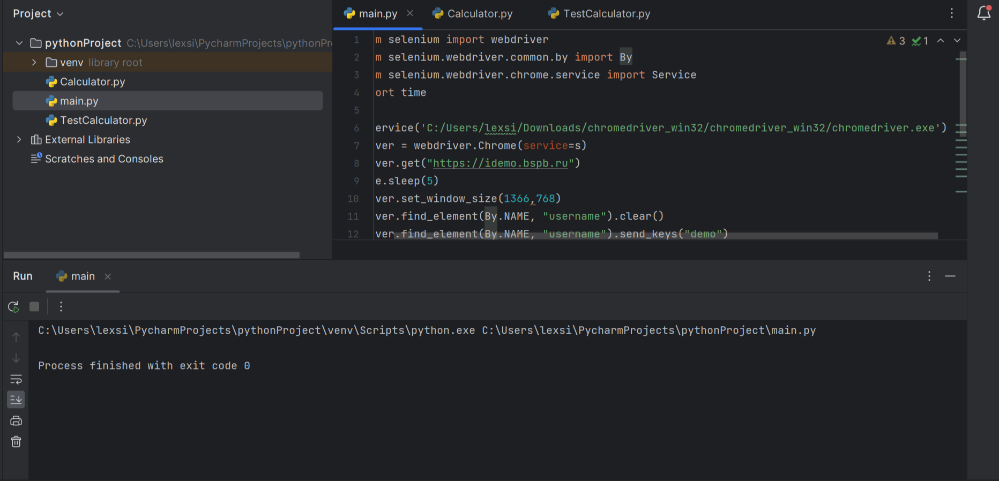 Project
main.py
Calculator.py
TestCalculator.py
pythonProject C:\Users\lexsi\PycharmProjects\pythonPr
venv library root
Calculator.py
main.py
TestCalculator.py
External Libraries
Scratches and Consoles
3 1
1 m selenium import webdriver
2 m selenium.webdriver.common.by import By
3 m selenium.webdriver.chrome.service import Service
4 ort time
5
6 ervice('C:/Users/lexsi/Downloads/chromedriver_win32/chromedriver_win32/chromedriver.exe')
7 ver = webdriver.Chrome(service=s)
8 ver.get("https://idemo.bspb.ru")
9 e.sleep(5)
10 ver.set_window_size(1366,768)
11 ver.find_element(By.NAME, "username").clear()
12 ver.find_element(By.NAME, "username").send_keys("demo")
Run main
C:\Users\lexsi\PycharmProjects\pythonProject\venv\Scripts\python.exe C:\Users\lexsi\PycharmProjects\pythonProject\main.py
Process finished with exit code 0